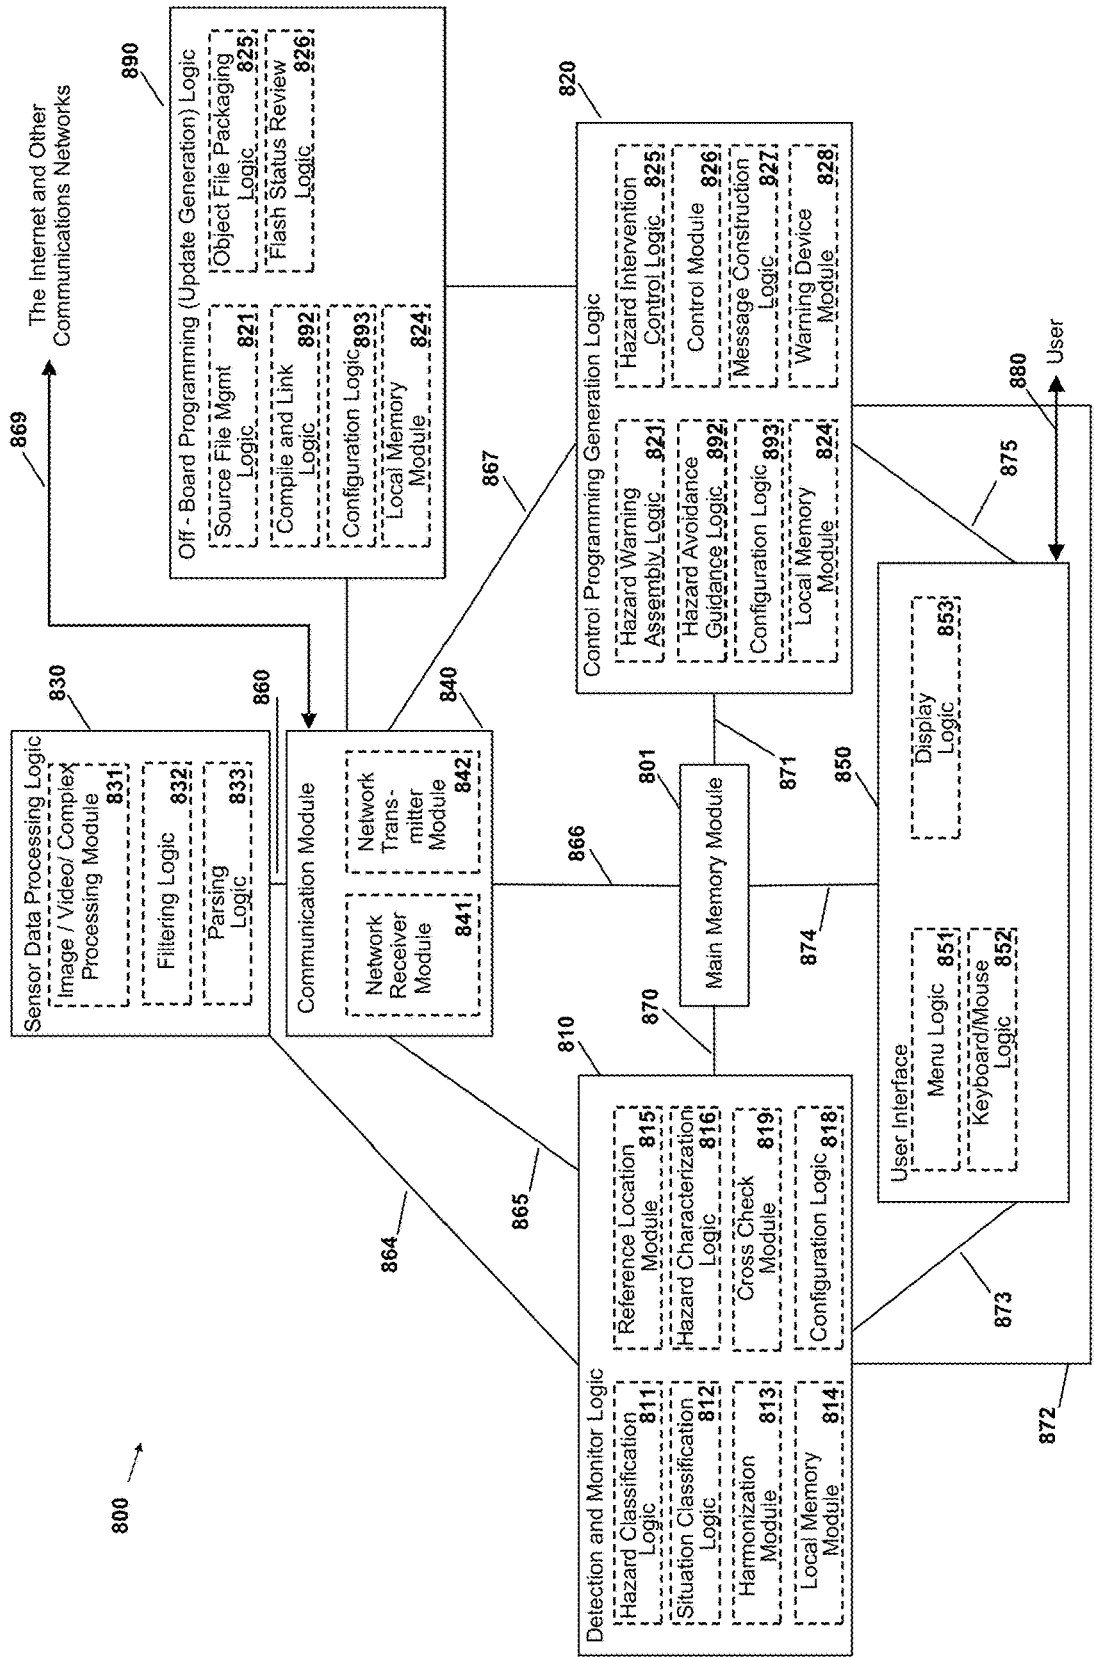 800
Sensor Data Processing Logic
Image / Video/ Complex
Processing Module
831
Filtering Logic
832
Parsing
Logic
833
830
860
The Internet and Other
Communications Networks
869
Communication Module
Network
Receiver
Module
841
Network
Trans-
mitter
Module
842
840
890
Off - Board Programming (Update Generation) Logic
Source File Mgmt
Logic
821
Compile and Link
Logic
892
Configuration Logic
893
Local Memory
Module
824
Object File Packaging
Logic
825
Flash Status Review
Logic
826
864
865
866
867
Detection and Monitor Logic
Hazard Classification
Logic
811
Situation Classification
Logic
812
Harmonization
Module
813
Local Memory
Module
814
Reference Location
Module
815
Hazard Characterization
Logic
816
Cross Check
Module
819
Configuration Logic
818
810
870
Main Memory Module
801
871
Control Programming Generation Logic
Hazard Warning
Assembly Logic
821
Hazard Avoidance
Guidance Logic
892
Configuration Logic
893
Local Memory
Module
824
Hazard Intervention
Control Logic
825
Control Module
826
Message Construction
Logic
827
Warning Device
Module
828
820
874
850
User Interface
Menu Logic
851
Keyboard/Mouse
Logic
852
Display
Logic
853
872
873
875
880
User